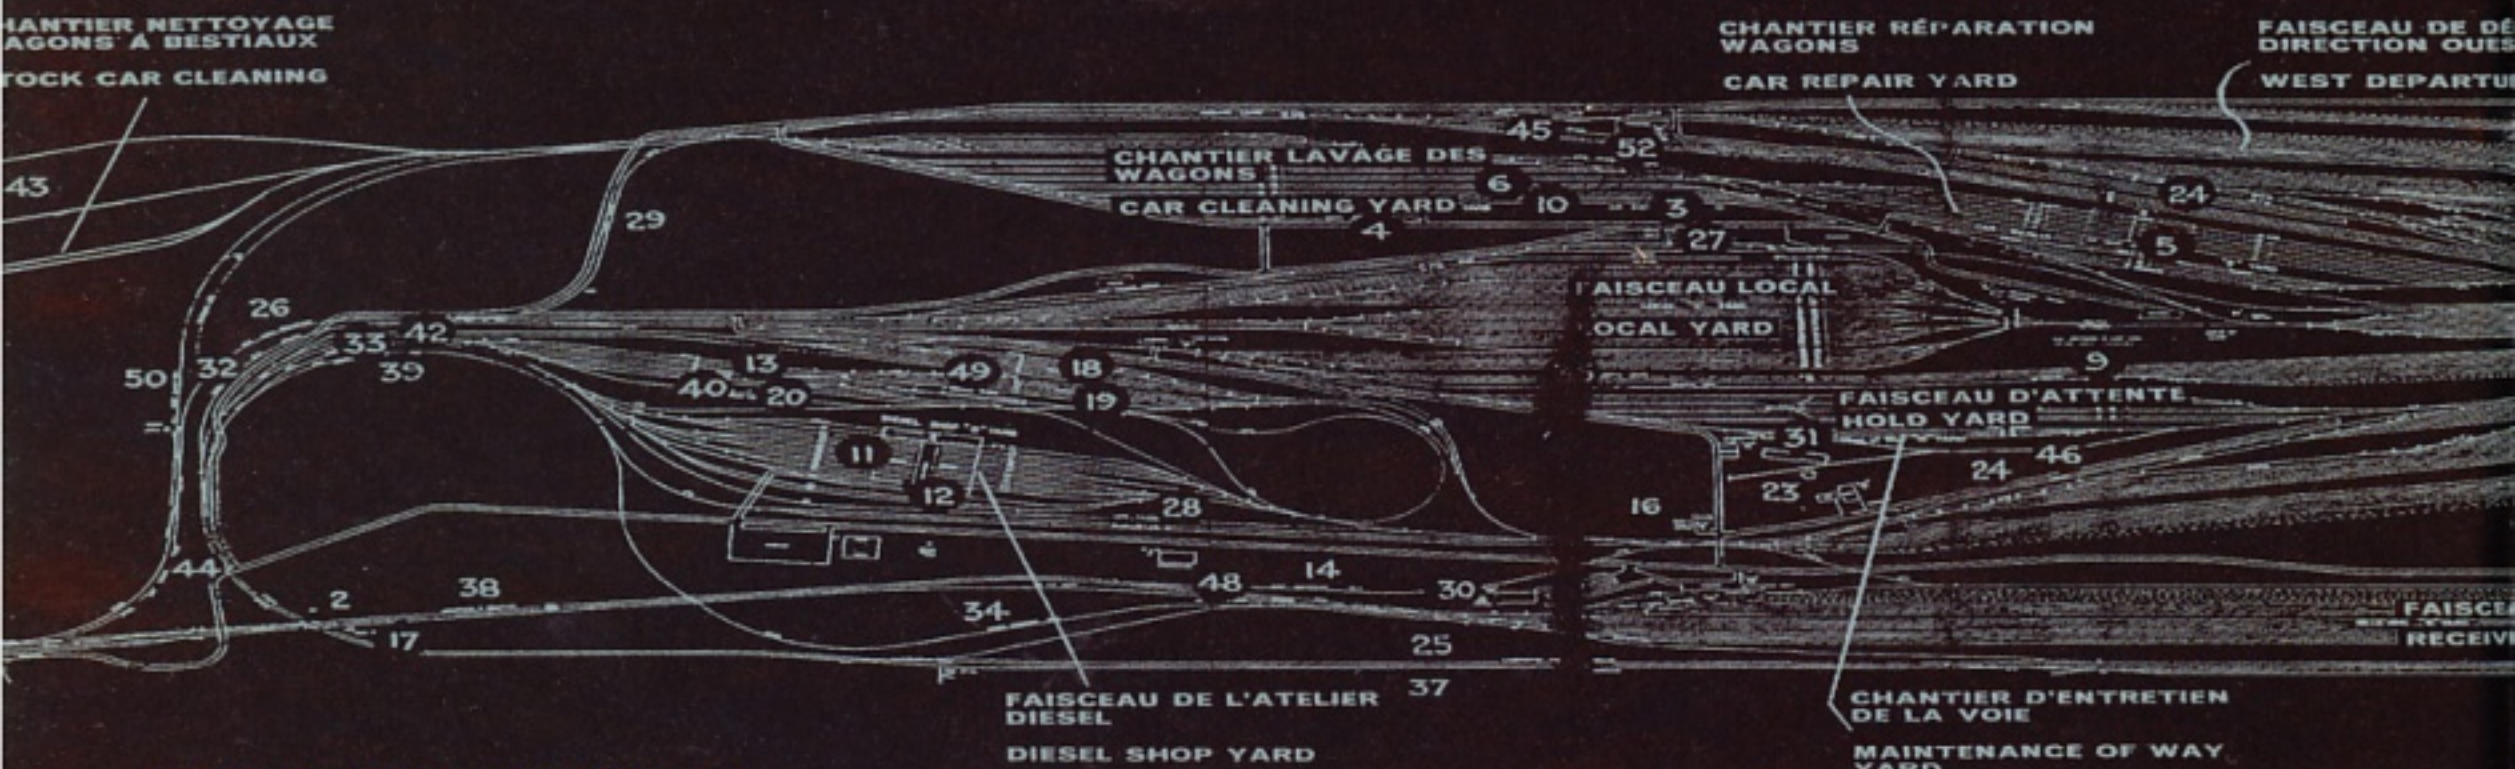 HANTIER NETTOYAGE
AGONS À BESTIAUX
TOCK CAR CLEANING
CHANTIER RÉPARATION
WAGONS
CAR REPAIR YARD
FAISCEAU DE DÉ
DIRECTION OUES
WEST DEPARTU
43
29
26
50
32
33
42
39
44
2
38
17
CHANTIER LAVAGE DES
WAGONS
CAR CLEANING YARD
45
52
6
10
3
4
27
24
5
FAISCEAU LOCAL
OCAL YARD
9
13
40
20
49
18
19
11
12
28
FAISCEAU D'ATTENTE
HOLD YARD
31
46
24
23
16
14
48
30
34
25
37
FAISCE
RECEIV
FAISCEAU DE L'ATELIER
DIESEL
DIESEL SHOP YARD
CHANTIER D'ENTRETIEN
DE LA VOIE
MAINTENANCE OF WAY
YARD